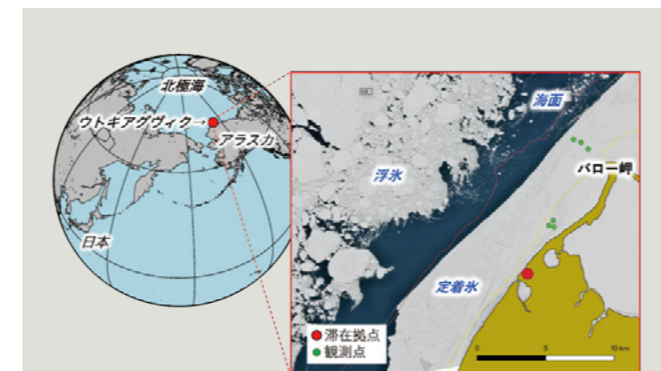 北極海
ウトキアグヴィク→
アラスカ
日本
海面
バロー岬
浮氷
定着氷
滞在拠点
観測点
0 5 10 km